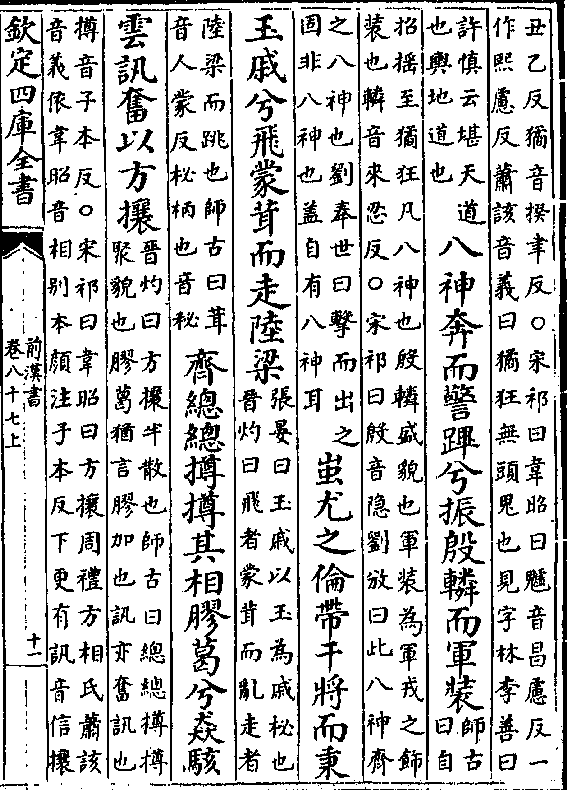 丑乙反獝音揆聿反○宋祁曰韋昭曰魖音昌慮反一
作熙慮反蕭該音義曰獝狂無頭鬼也見字林李善曰
許慎云堪天道
也輿地道也
八神奔而警蹕兮振殷轔而軍裝
師古
曰自
招摇至獝狂凡八神也殷轔盛貌也軍装為軍戎之飾
装也轔音來忍反○宋祁曰殷音隐劉攽曰此八神齊
之八神也劉奉世曰擊而出之
固非八神也盖自有八神耳
蚩尤之倫帶干將而秉
玉戚兮飛蒙茸而走陸梁
張晏曰玉戚以玉為戚柲也
晉灼曰飛者蒙茸而亂走者
陸梁而跳也師古曰茸
音人蒙反柲柄也音秘
齊總總撙撙其相膠葛兮猋駭
雲訊奮以方攘
晉灼曰方攘半散也師古曰總總撙撙
聚貌也膠葛猶言膠加也訊亦奮訊也
撙音子本反○宋祁曰韋昭曰方攘周禮方相氏蕭該
音義依韋昭音相别本顔注子本反下更有訊音信攘
欽定四庫全書
前漢書
卷八十七上
十一